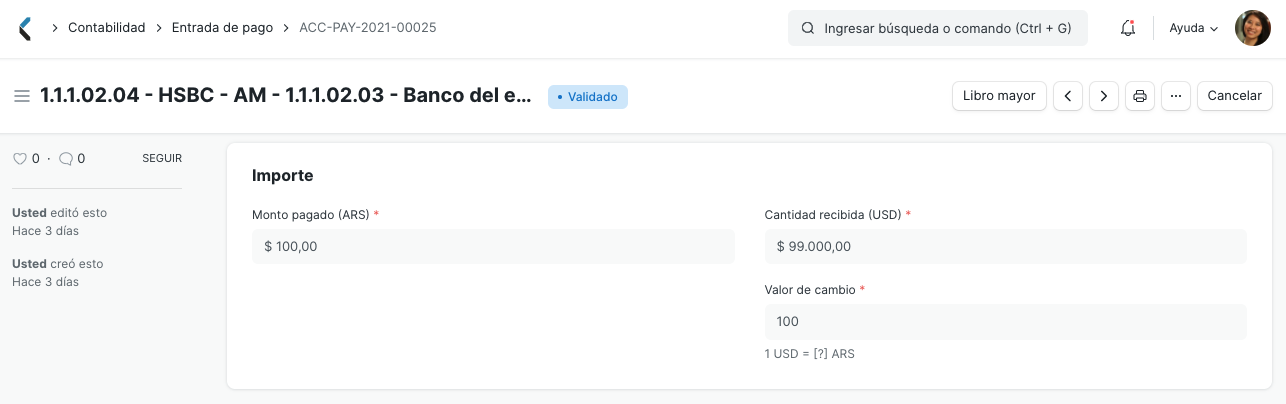 Contabilidad > Entrada de pago > ACC-PAY-2021-00025
Ingresar búsqueda o comando (Ctrl + G)
Ayuda
1.1.1.02.04 - HSBC - AM - 1.1.1.02.03 - Banco del e...
• Validado
Libro mayor
...
Cancelar
0 · 0
SEGUIR
Usted editó esto
Hace 3 días
Usted creó esto
Hace 3 días
Importe
Monto pagado (ARS) *
$ 100,00
Cantidad recibida (USD) *
$ 99.000,00
Valor de cambio *
100
1 USD = [?] ARS